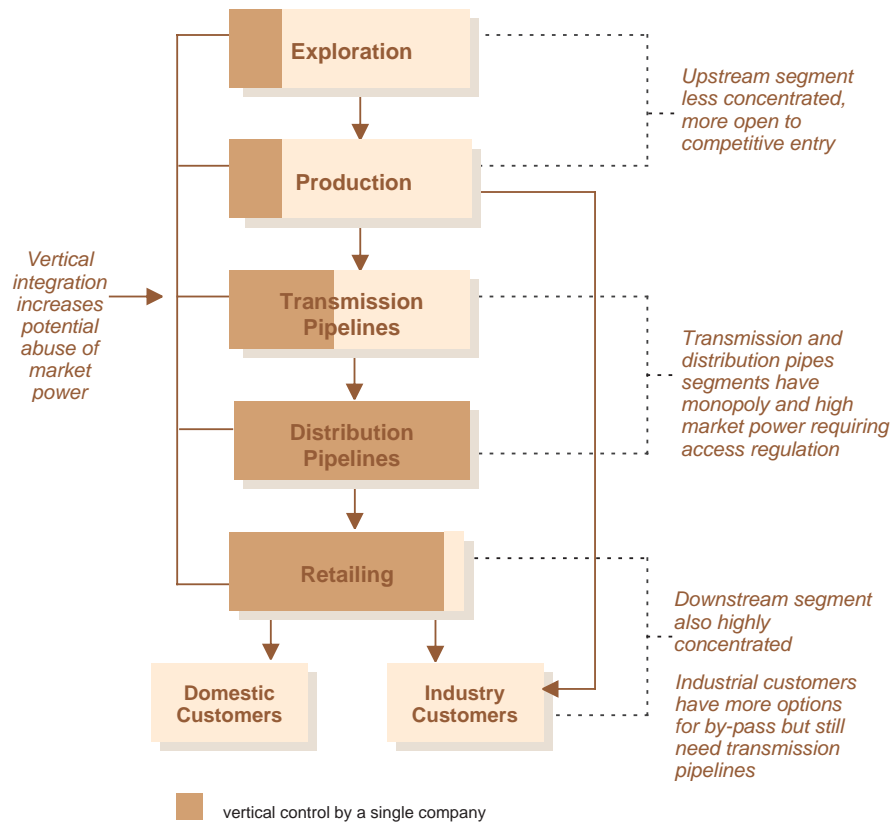 Exploration
Upstream segment
less concentrated,
more open to
competitive entry
Production
Vertical
integration
increases
potential
abuse of
market
power
Transmission
Pipelines
Transmission and
distribution pipes
segments have
monopoly and high
market power requiring
access regulation
Distribution
Pipelines
Retailing
Downstream segment
also highly
concentrated
Domestic
Customers
Industry
Customers
Industrial customers
have more options
for by-pass but still
need transmission
pipelines
vertical control by a single company